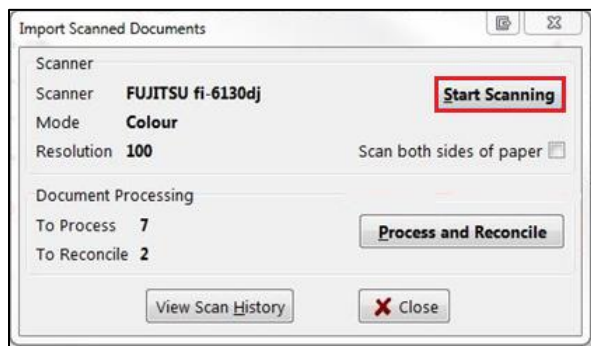 Import Scanned Documents
Scanner
Scanner FUJITSU fi-6130dj Start Scanning
Mode Colour
Resolution 100 Scan both sides of paper
Document Processing
To Process 7
Process and Reconcile
To Reconcile 2
View Scan History Close